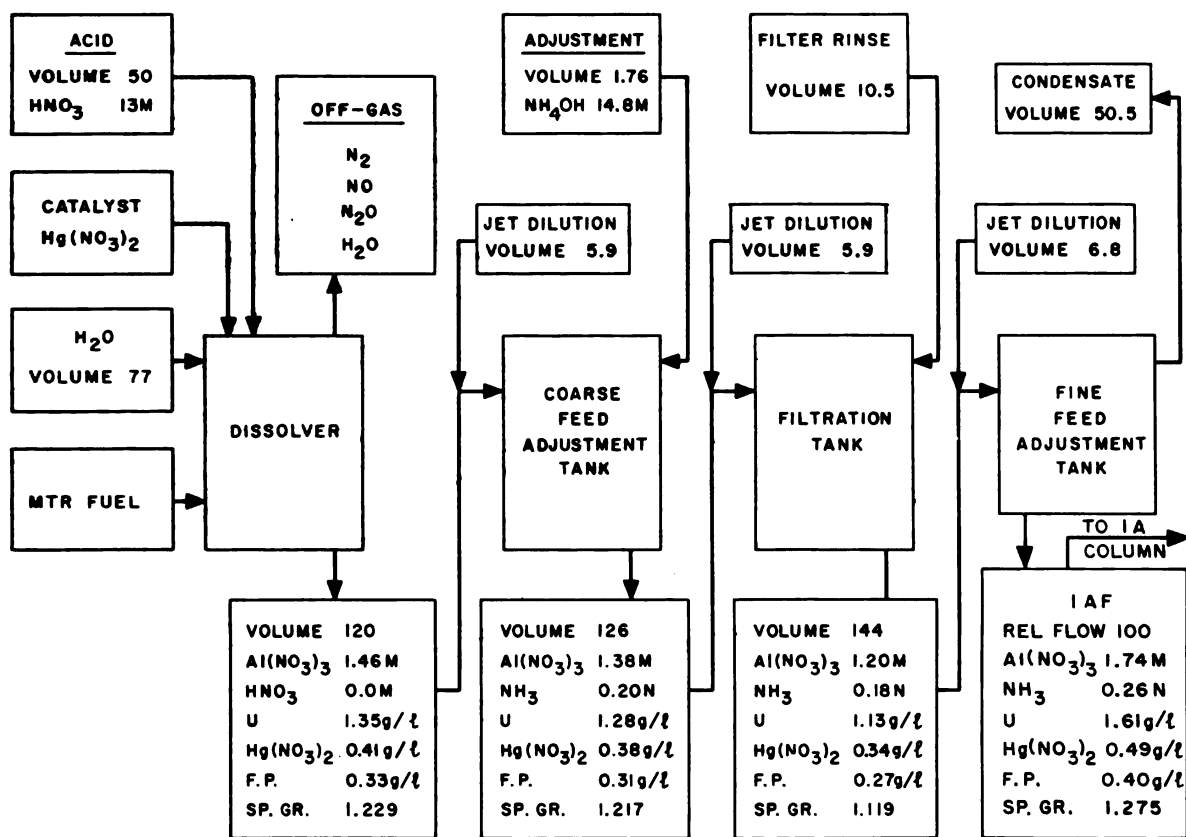 ACID
VOLUME 50
HNO₃ 13M
CATALYST
Hg(NO₃)₂
H₂O
VOLUME 77
MTR FUEL
OFF-GAS
N₂
NO
N₂O
H₂O
DISSOLVER
VOLUME 120
Al(NO₃)₃ 1.46M
HNO₃ 0.0M
U 1.35g/ℓ
Hg(NO₃)₂ 0.41g/ℓ
F.P. 0.33g/ℓ
SP. GR. 1.229
ADJUSTMENT
VOLUME 1.76
NH₄OH 14.8M
JET DILUTION
VOLUME 5.9
COARSE
FEED
ADJUSTMENT
TANK
VOLUME 126
Al(NO₃)₃ 1.38M
NH₃ 0.20N
U 1.28g/ℓ
Hg(NO₃)₂ 0.38g/ℓ
F.P. 0.31g/ℓ
SP. GR. 1.217
FILTER RINSE
VOLUME 10.5
JET DILUTION
VOLUME 5.9
FILTRATION
TANK
VOLUME 144
Al(NO₃)₃ 1.20M
NH₃ 0.18N
U 1.13g/ℓ
Hg(NO₃)₂ 0.34g/ℓ
F.P. 0.27g/ℓ
SP. GR. 1.119
CONDENSATE
VOLUME 50.5
JET DILUTION
VOLUME 6.8
FINE
FEED
ADJUSTMENT
TANK
TO IA
COLUMN
IAF
REL FLOW 100
Al(NO₃)₃ 1.74M
NH₃ 0.26N
U 1.61g/ℓ
Hg(NO₃)₂ 0.49g/ℓ
F.P. 0.40g/ℓ
SP. GR. 1.275